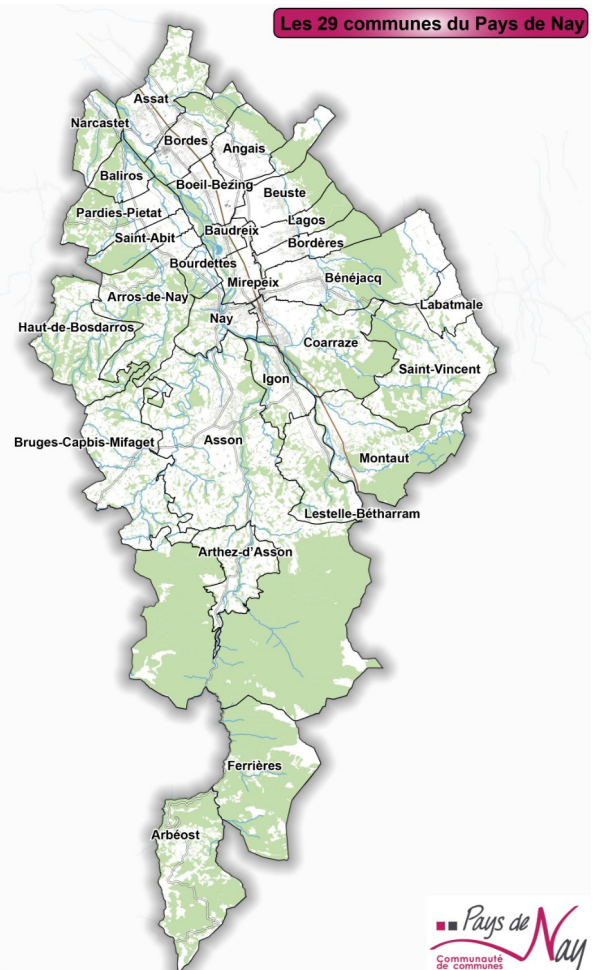 Les 29 communes du Pays de Nay
Assat
Narcastet
Bordes
Angais
Baliros
Boeil-Bezing
Beuste
Pardies-Pietat
Lagos
Saint-Abit
Baudreix
Bordères
Bourdettes
Mirepeix
Bénéjacq
Arros-de-Nay
Labatmale
Nay
Haut-de-Bosdarros
Coarraze
Saint-Vincent
Igon
Bruges-Capbis-Mifaget
Asson
Montaut
Lestelle-Bétharram
Arthez-d'Asson
Ferrières
Arbéost
Pays de Nay
Communauté
de communes